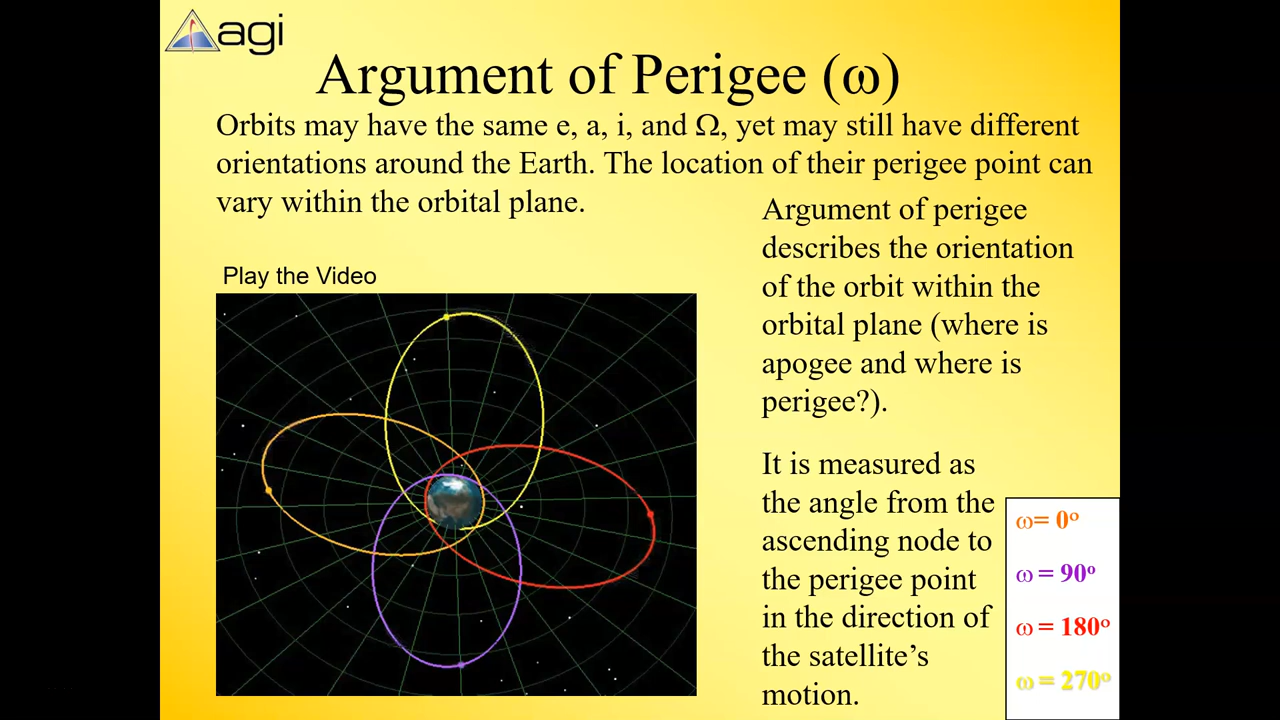 agi
Argument of Perigee (ω)
Orbits may have the same e, a, i, and Ω, yet may still have different
orientations around the Earth. The location of their perigee point can
vary within the orbital plane.
Argument of perigee
describes the orientation
of the orbit within the
orbital plane (where is
apogee and where is
perigee?).
Play the Video
It is measured as
the angle from the
ascending node to
the perigee point
in the direction of
the satellite’s
motion.
ω= 0º
ω = 90º
ω = 180º
ω = 270º